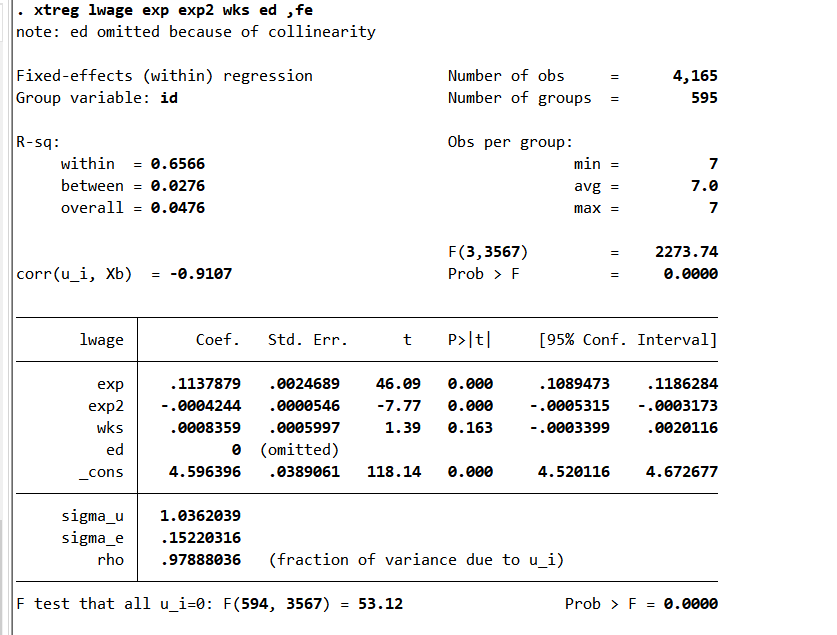 . xtreg lwage exp exp2 wks ed ,fe
note: ed omitted because of collinearity
Fixed-effects (within) regression Number of obs = 4,165
Group variable: id Number of groups = 595
R-sq: Obs per group:
within = 0.6566 min = 7
between = 0.0276 avg = 7.0
overall = 0.0476 max = 7
F(3,3567) = 2273.74
corr(u_i, Xb) = -0.9107 Prob > F = 0.0000
lwage Coef. Std. Err. t P>|t| [95% Conf. Interval]
exp .1137879 .0024689 46.09 0.000 .1089473 .1186284
exp2 -.0004244 .0000546 -7.77 0.000 -.0005315 -.0003173
wks .0008359 .0005997 1.39 0.163 -.0003399 .0020116
ed 0 (omitted)
_cons 4.596396 .0389061 118.14 0.000 4.520116 4.672677
sigma_u 1.0362039
sigma_e .15220316
rho .97888036 (fraction of variance due to u_i)
F test that all u_i=0: F(594, 3567) = 53.12 Prob > F = 0.0000